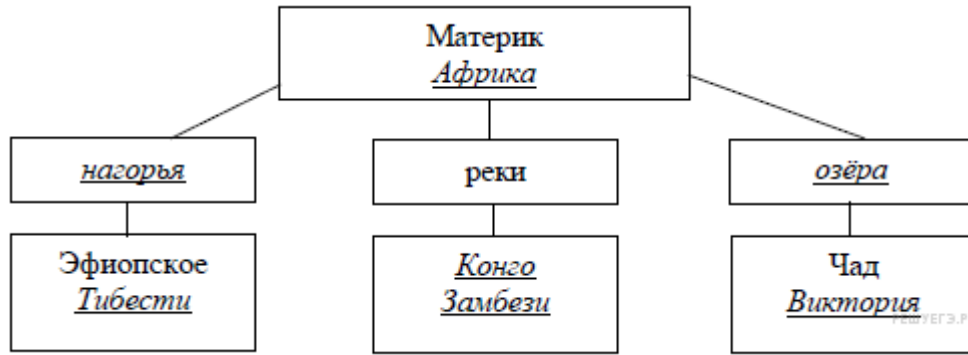 Материк
Африка
нагорья
реки
озёра
Эфиопское
Тибести
Конго
Замбези
Чад
Виктория